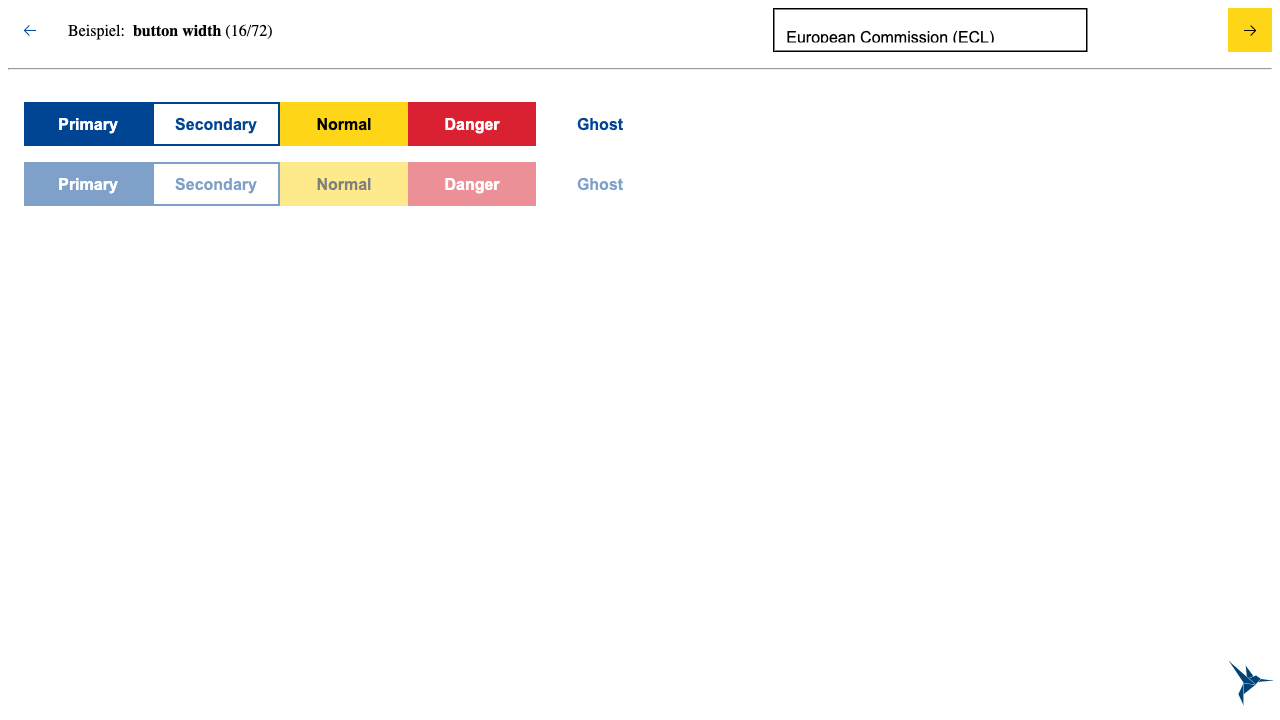 Beispiel: button width (16/72)
European Commission (ECL)
Primary Secondary Normal Danger Ghost
Primary Secondary Normal Danger Ghost